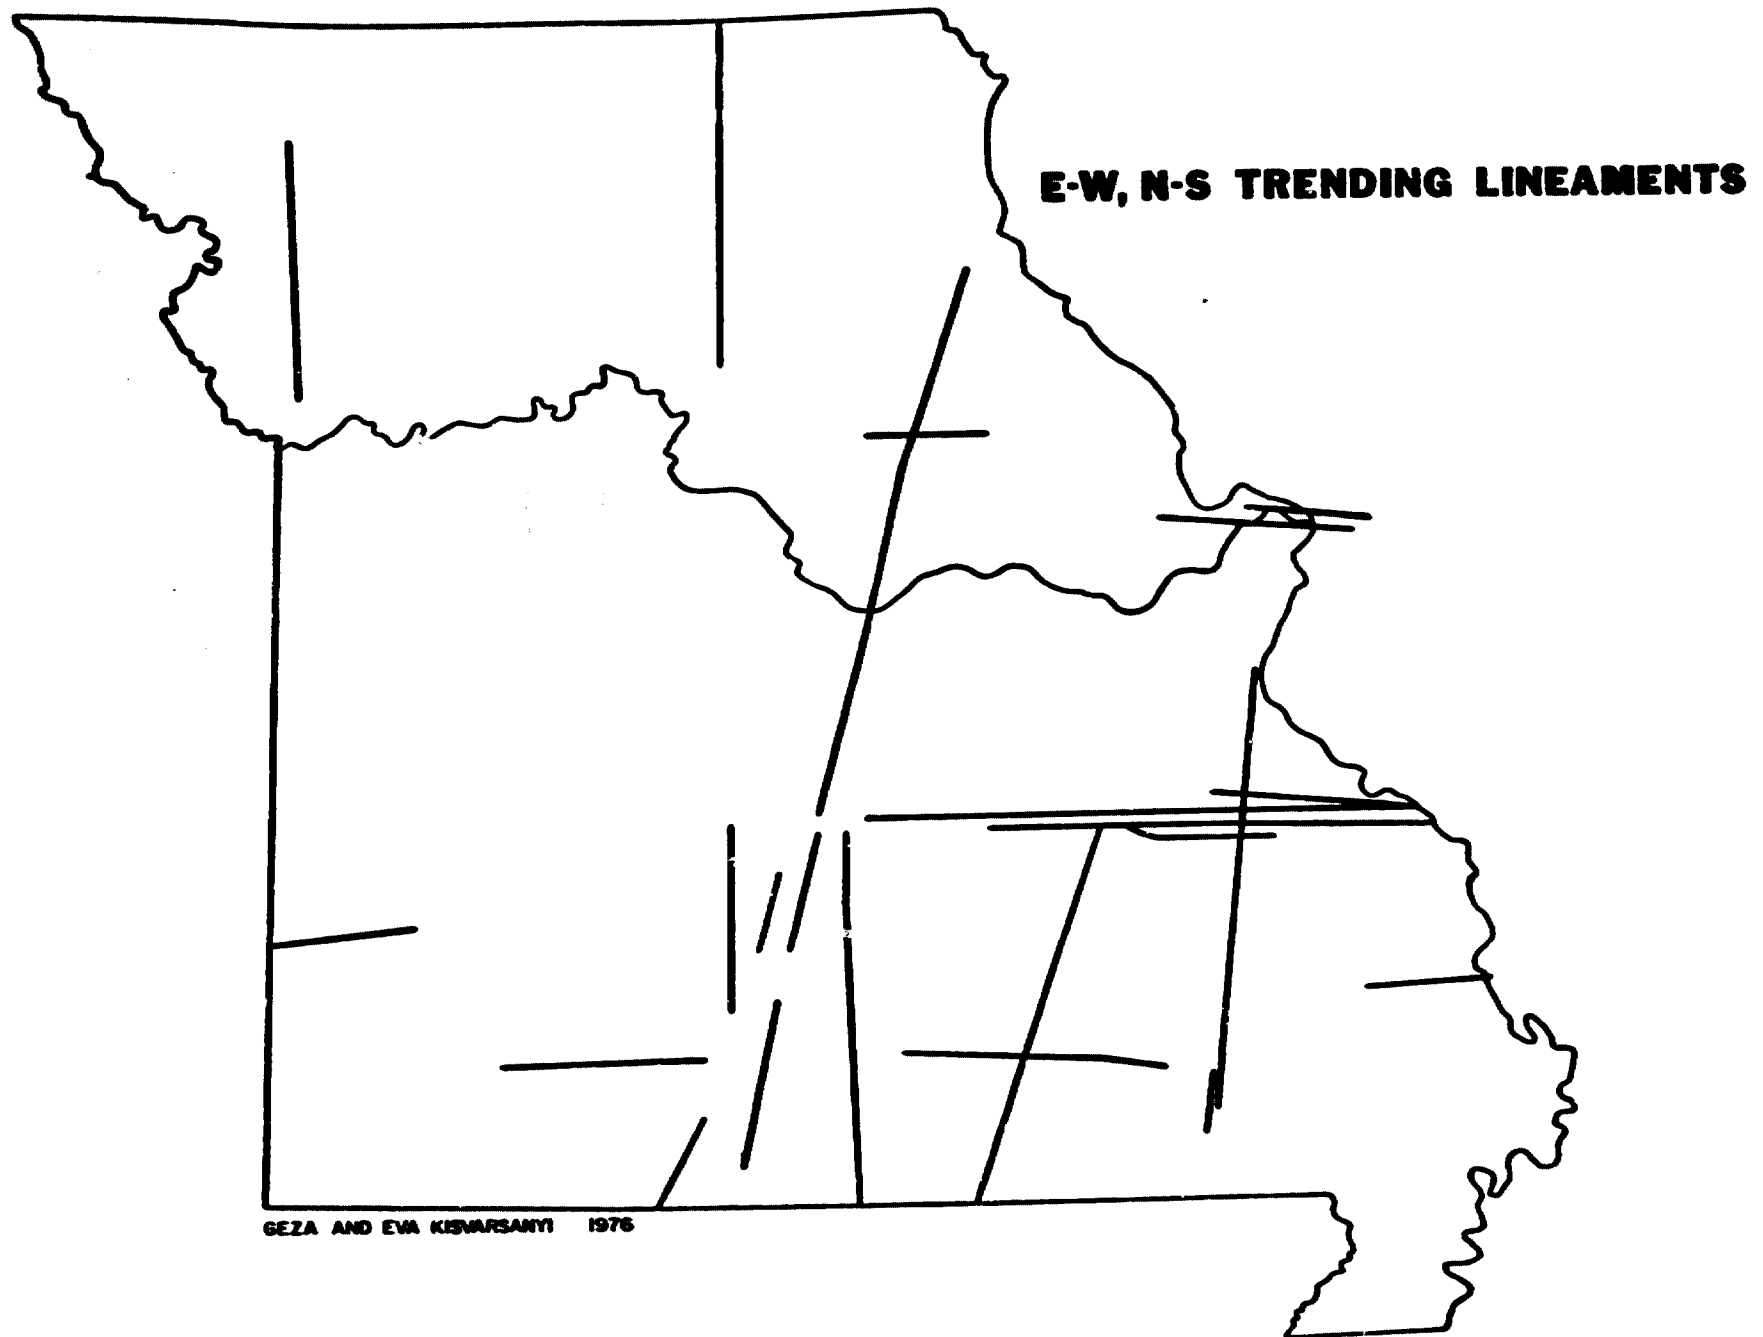 E-W, N-S TRENDING LINEAMENTS
GEZA AND EVA KISVARSANYI 1976